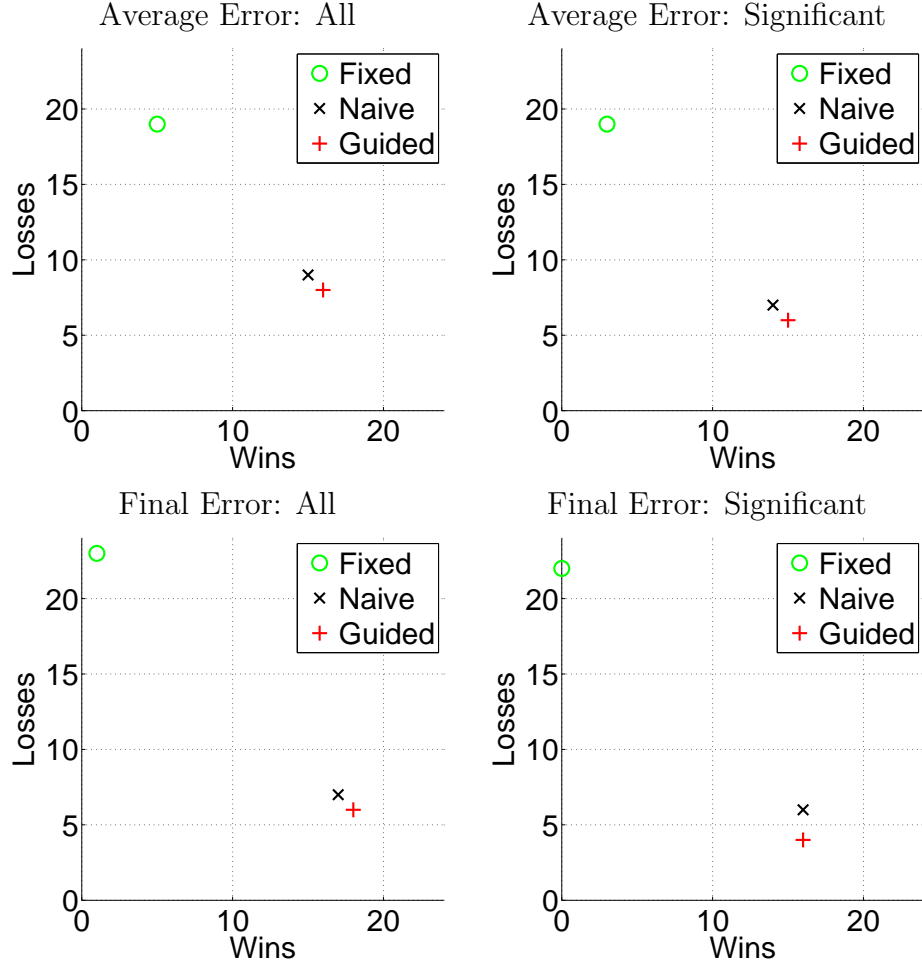 Average Error: All
Average Error: Significant
Fixed
Naive
Guided
20
15
10
5
0
0
10
20
Losses
Wins
Fixed
Naive
Guided
20
15
10
5
0
0
10
20
Losses
Wins
Final Error: All
Final Error: Significant
Fixed
Naive
Guided
20
15
10
5
0
0
10
20
Losses
Wins
Fixed
Naive
Guided
20
15
10
5
0
0
10
20
Losses
Wins